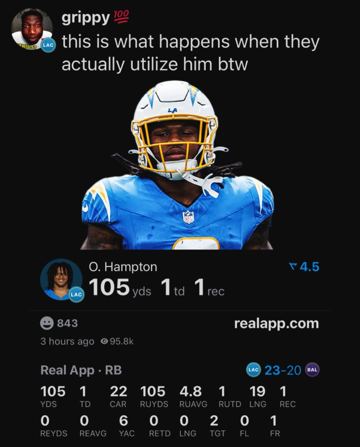 grippy 💯
LAC
this is what happens when they
actually utilize him btw
NFL
O. Hampton
4.5
LAC
105 yds 1 td 1 rec
843
realapp.com
3 hours ago 95.8k
Real App · RB
LAC 23-20 BAL
105 1 22 105 4.8 1 19 1
YDS TD CAR RUYDS RUAVG RUTD LNG REC
0 0 6 0 0 2 0 1
REYDS REAVG YAC RETD LNG TGT FL FR